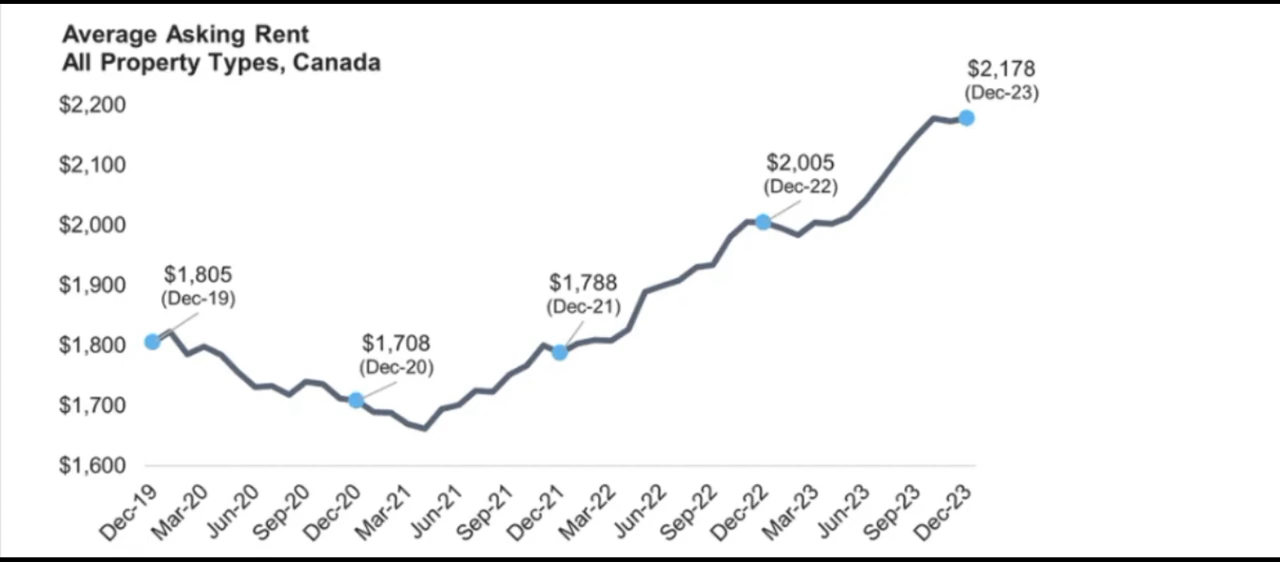 Average Asking Rent
All Property Types, Canada
$2,200
$2,100
$2,000
$1,900
$1,800
$1,700
$1,600
$1,805
(Dec-19)
$1,708
(Dec-20)
$1,788
(Dec-21)
$2,005
(Dec-22)
$2,178
(Dec-23)
Dec-19
Mar-20
Jun-20
Sep-20
Dec-20
Mar-21
Jun-21
Sep-21
Dec-21
Mar-22
Jun-22
Sep-22
Dec-22
Mar-23
Jun-23
Sep-23
Dec-23